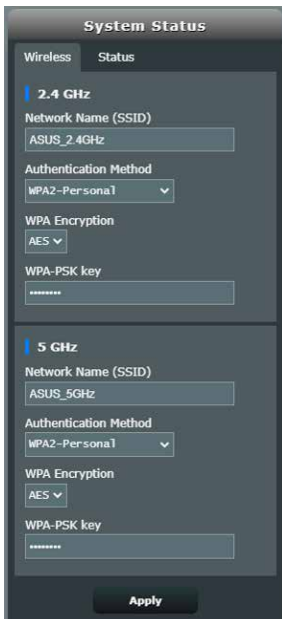 System Status
Wireless Status
2.4 GHz
Network Name (SSID)
ASUS_2.4GHz
Authentication Method
WPA2-Personal
WPA Encryption
AES
WPA-PSK key
••••••••
5 GHz
Network Name (SSID)
ASUS_5GHz
Authentication Method
WPA2-Personal
WPA Encryption
AES
WPA-PSK key
••••••••
Apply